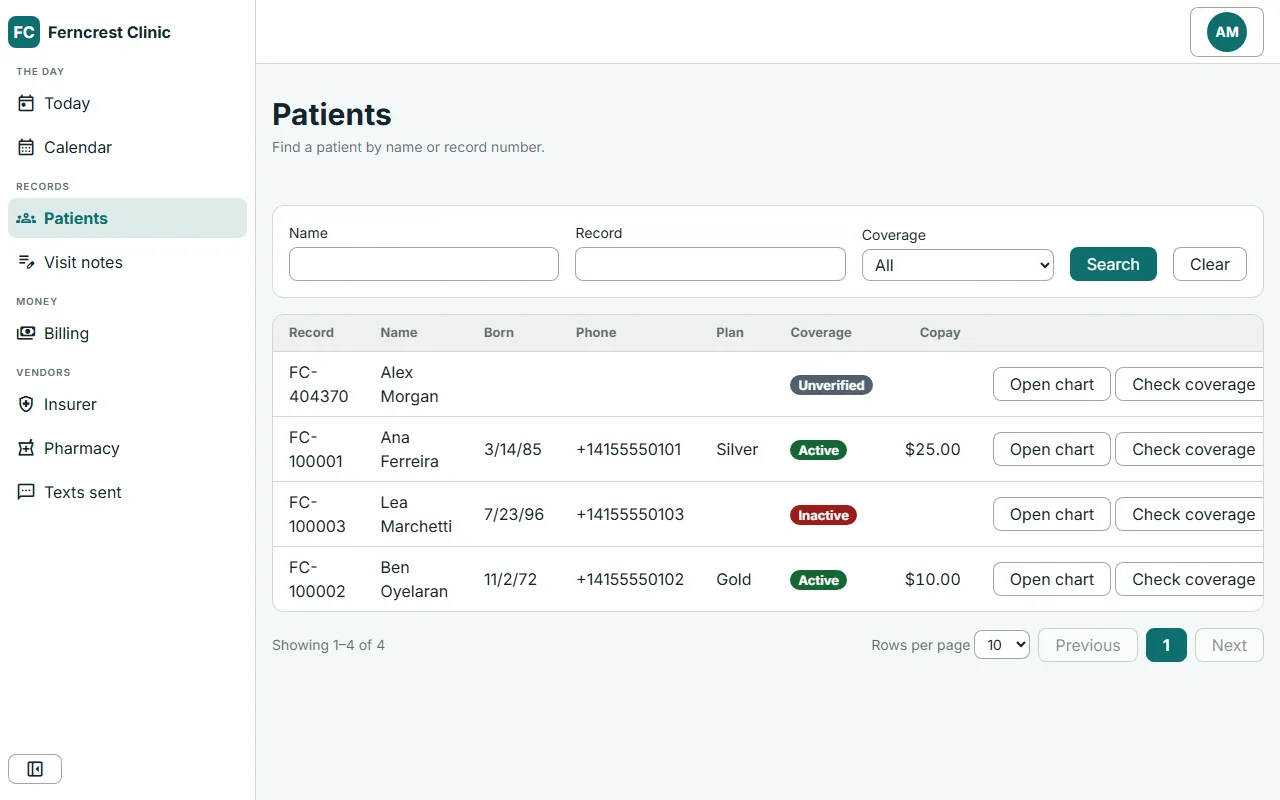 FC Ferncrest Clinic
AM
THE DAY
Today
Calendar
RECORDS
Patients
Visit notes
MONEY
Billing
VENDORS
Insurer
Pharmacy
Texts sent
Patients
Find a patient by name or record number.
Name Record Coverage
All Search Clear
Record Name Born Phone Plan Coverage Copay
FC-
404370 Alex
Morgan Unverified Open chart Check coverage
FC-
100001 Ana
Ferreira 3/14/85 +14155550101 Silver Active $25.00 Open chart Check coverage
FC-
100003 Lea
Marchetti 7/23/96 +14155550103 Inactive Open chart Check coverage
FC-
100002 Ben
Oyelaran 11/2/72 +14155550102 Gold Active $10.00 Open chart Check coverage
Showing 1–4 of 4 Rows per page 10 Previous 1 Next